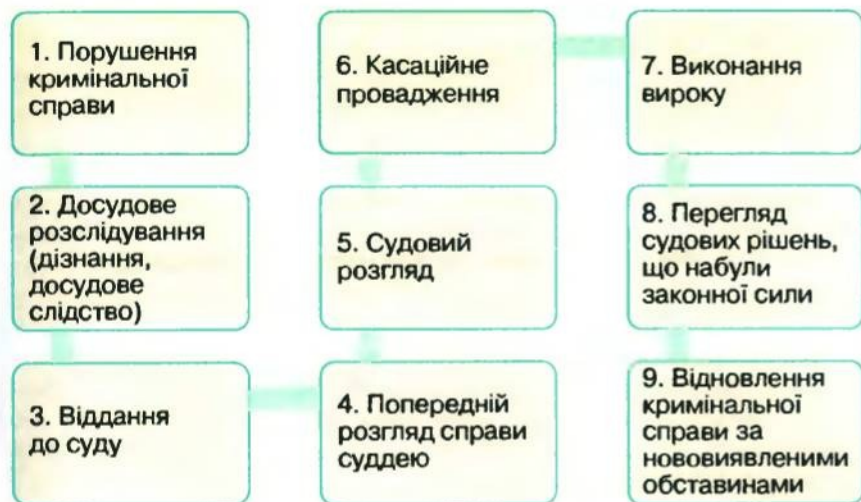 1. Порушення
кримінальної
справи
2. Досудове
розслідування
(дізнання,
досудове
слідство)
3. Віддання
до суду
4. Попередній
розгляд справи
суддею
5. Судовий
розгляд
6. Касаційне
провадження
7. Виконання
вироку
8. Перегляд
судових рішень,
що набули
законної сили
9. Відновлення
кримінальної
справи за
нововиявленими
обставинами